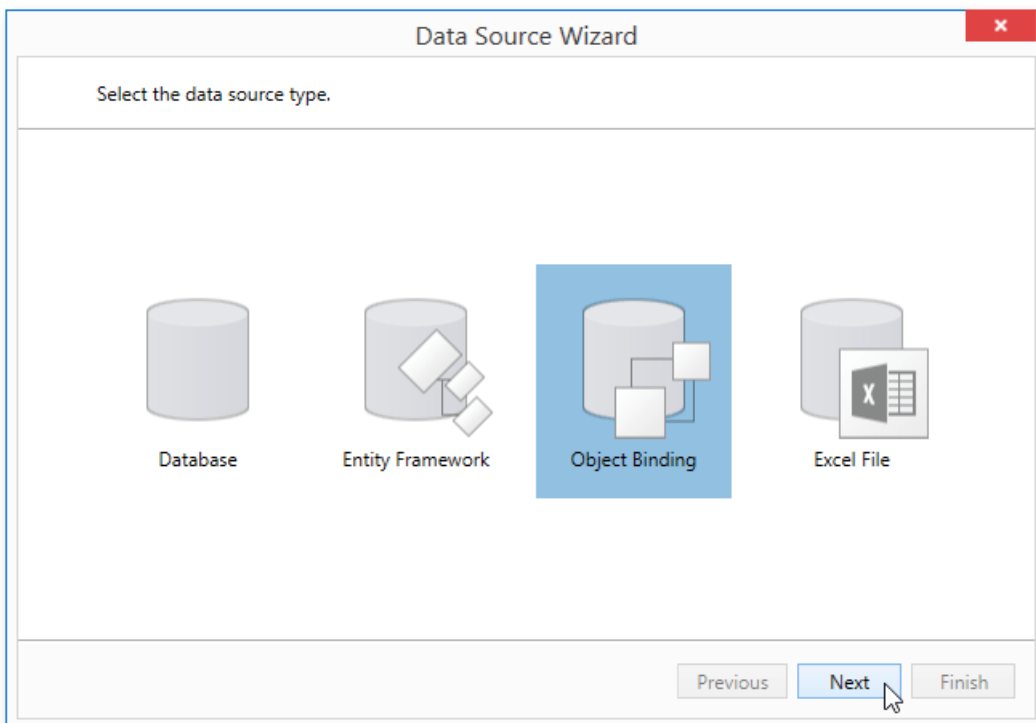 Data Source Wizard
Select the data source type.
Database
Entity Framework
Object Binding
X
Excel File
Previous
Next
Finish